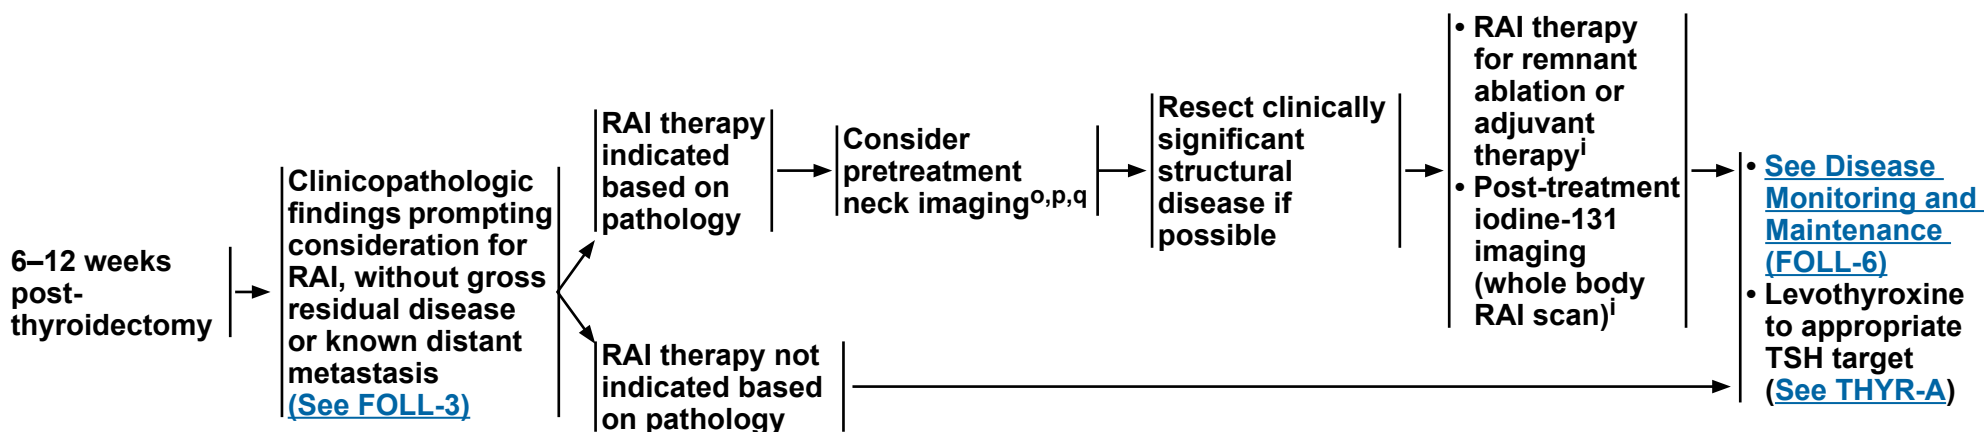 6–12 weeks
post-
thyroidectomy
Clinicopathologic
findings prompting
consideration for
RAI, without gross
residual disease
or known distant
metastasis
(See FOLL-3)
RAI therapy
indicated
based on
pathology
Consider
pretreatment
neck imaging^o,p,q
Resect clinically
significant
structural
disease if
possible
• RAI therapy
for remnant
ablation or
adjuvant
therapy^i
• Post-treatment
iodine-131
imaging
(whole body
RAI scan)^i
RAI therapy not
indicated based
on pathology
• See Disease
Monitoring and
Maintenance
(FOLL-6)
• Levothyroxine
to appropriate
TSH target
(See THYR-A)